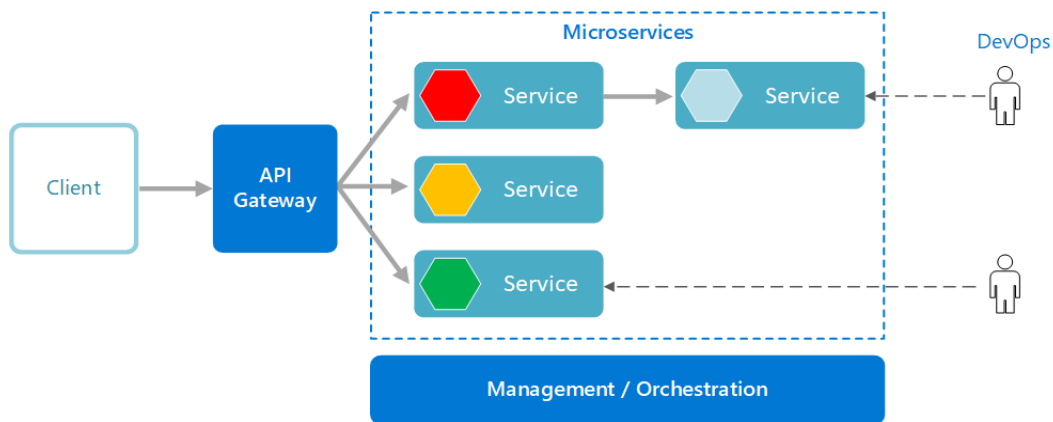 Microservices
DevOps
Service
Service
Client
API
Gateway
Service
Service
Management / Orchestration